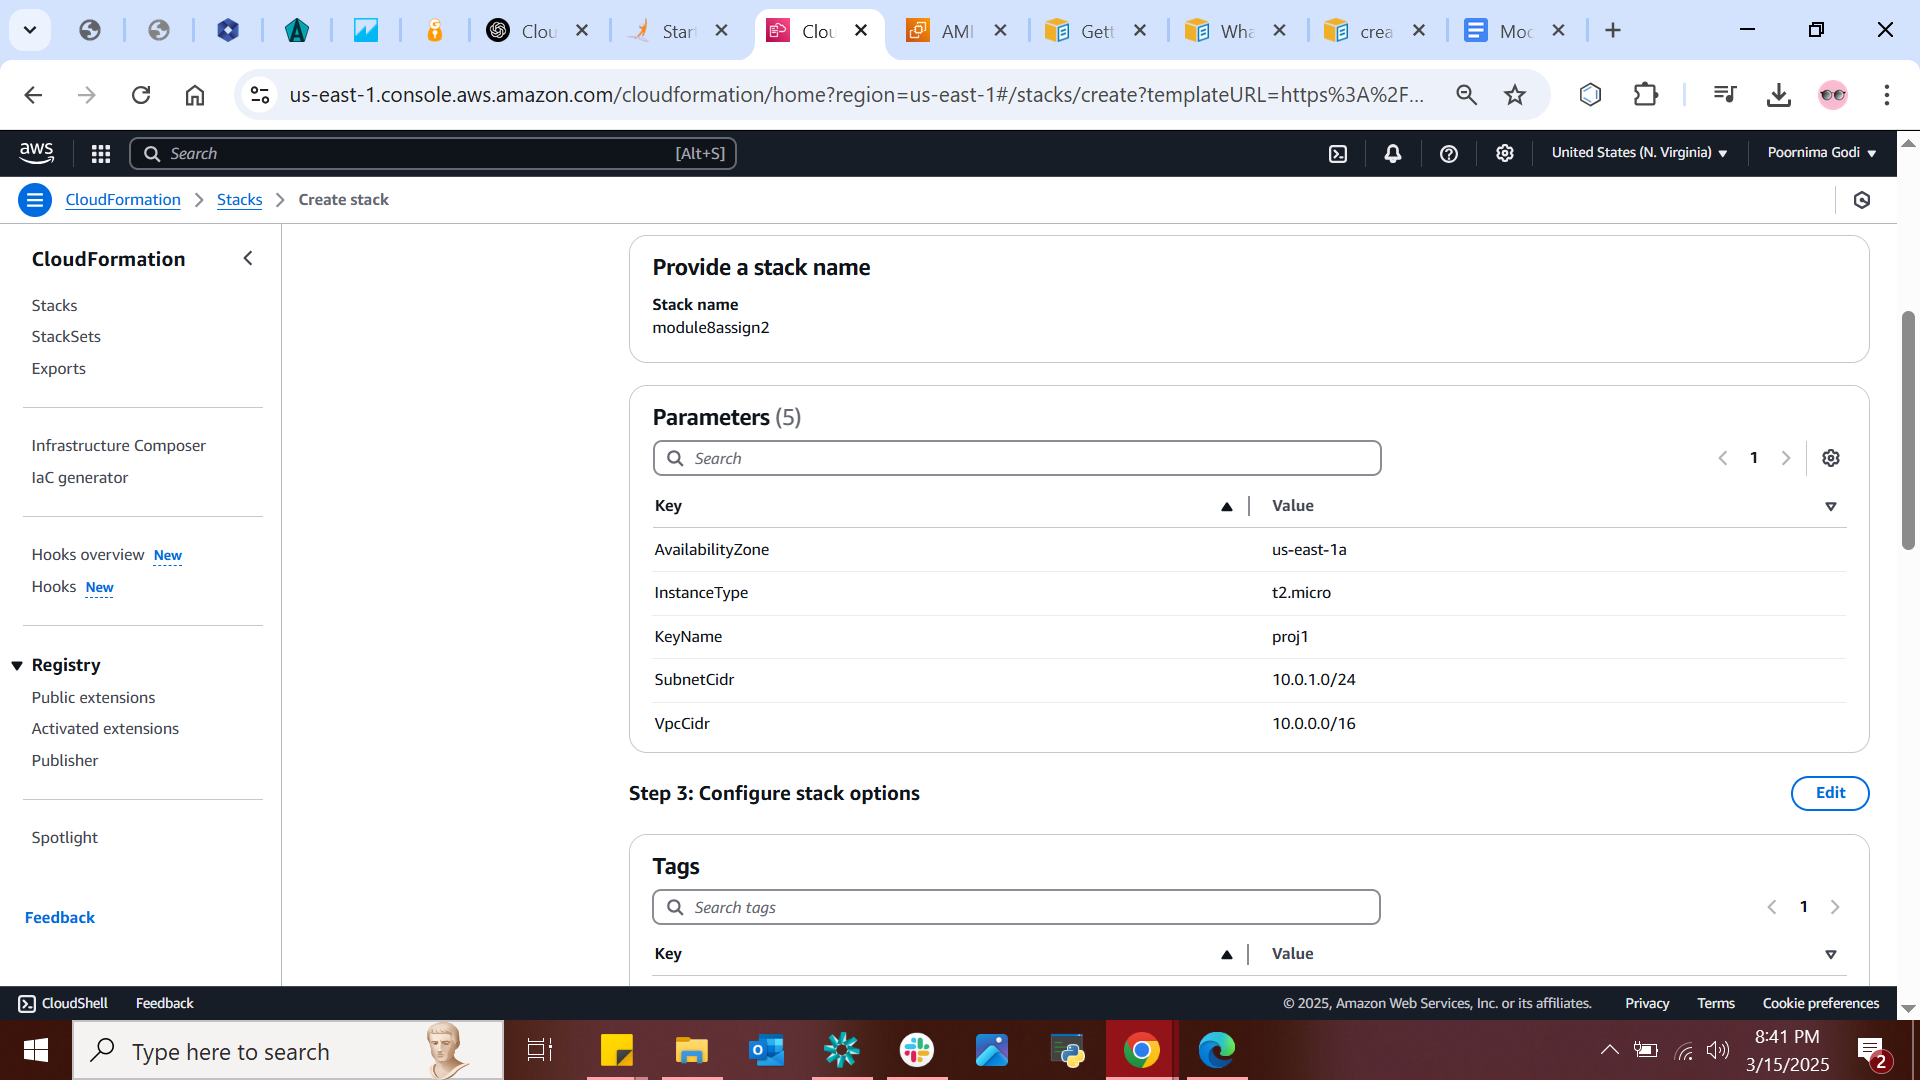 Clou
Star
Clou
AMI
Gett
Wha
crea
Moc
us-east-1.console.aws.amazon.com/cloudformation/home?region=us-east-1#/stacks/create?templateURL=https%3A%2F...
aws
Search
[Alt+S]
United States (N. Virginia)
Poornima Godi
CloudFormation
Stacks
Create stack
CloudFormation
Stacks
StackSets
Exports
Infrastructure Composer
IaC generator
Hooks overview New
Hooks New
Registry
Public extensions
Activated extensions
Publisher
Spotlight
Feedback
Provide a stack name
Stack name
module8assign2
Parameters (5)
Search
1
Key Value
AvailabilityZone us-east-1a
InstanceType t2.micro
KeyName proj1
SubnetCidr 10.0.1.0/24
VpcCidr 10.0.0.0/16
Step 3: Configure stack options
Edit
Tags
Search tags
1
Key Value
CloudShell Feedback © 2025, Amazon Web Services, Inc. or its affiliates. Privacy Terms Cookie preferences
Type here to search
8:41 PM
3/15/2025
2